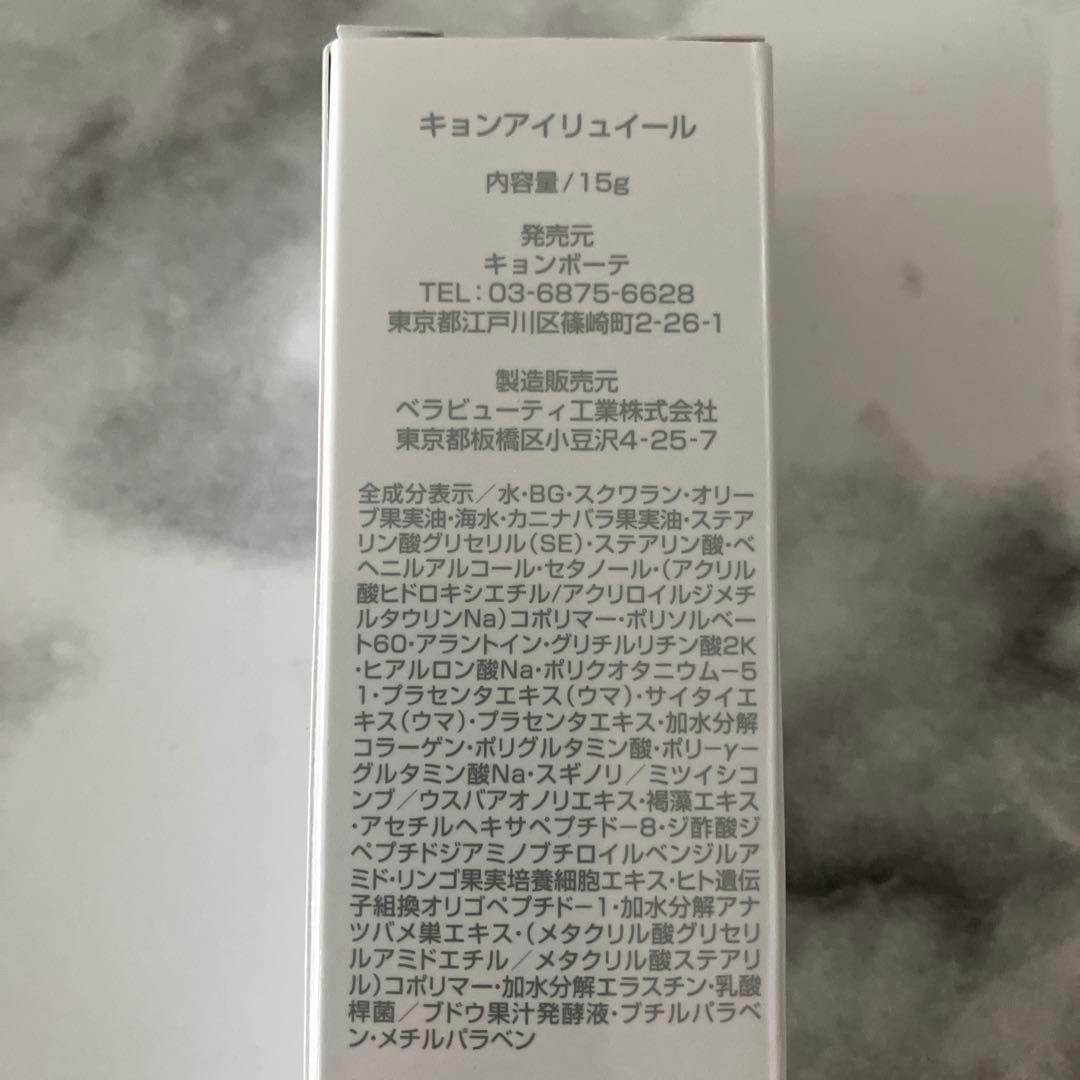 キョンアイリュイール
内容量/15g
発売元
キョンボーテ
TEL:03-6875-6628
東京都江戸川区篠崎町2-26-1
製造販売元
ベラビューティ工業株式会社
東京都板橋区小豆沢4-25-7
全成分表示/水・BG・スクワラン・オリー
ブ果実油・海水・カニナバラ果実油・ステア
リン酸グリセリル(SE)・ステアリン酸・ベ
ヘニルアルコール・セタノール・(アクリル
酸ヒドロキシエチル/アクリロイルジメチ
ルタウリンNa)コポリマー・ポリソルベー
ト60・アラントイン・グリチルリチン酸2K
・ヒアルロン酸Na・ポリクオタニウムー5
1・プラセンタエキス(ウマ)・サイタイエ
キス(ウマ)・プラセンタエキス・加水分解
コラーゲン・ポリグルタミン酸・ポリーγー
グルタミン酸Na・スギノリ/ミツイシコ
ンブ/ウスバアオノリエキス・褐藻エキス
・アセチルヘキサペプチドー8・ジ酢酸ジ
ペプチドジアミノブチロイルベンジルア
ミド・リンゴ果実培養細胞エキス・ヒト遺伝
子組換オリゴペプチドー1・加水分解アナ
ツバメ巣エキス・(メタクリル酸グリセリ
ルアミドエチル/メタクリル酸ステアリ
ル)コポリマー・加水分解エラスチン・乳酸
桿菌/ブドウ果汁発酵液・ブチルパラベ
ン・メチルパラベン